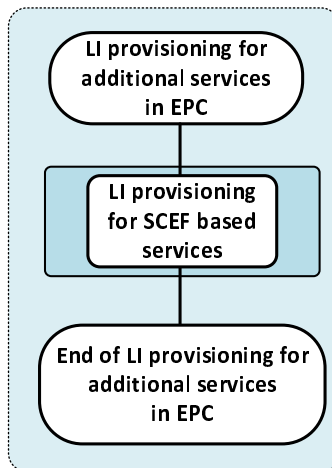 LI provisioning for
additional services
in EPC
LI provisioning
for SCEF based
services
End of LI provisioning for
additional services
in EPC